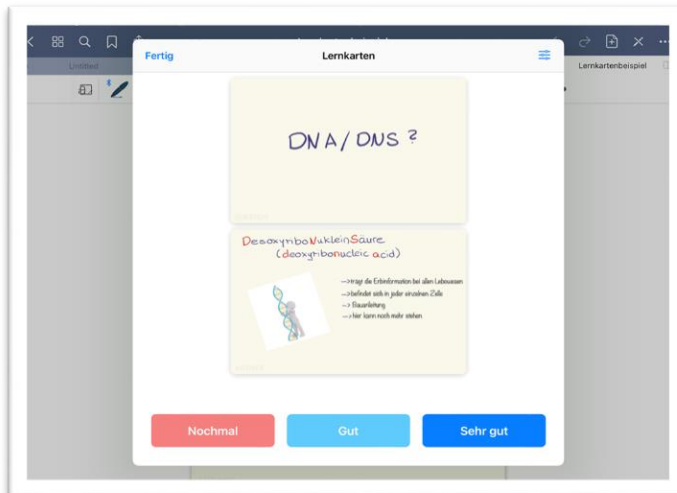 Untitled
Fertig
Lernkarten
Lernkartenbeispiel
DNA/DNS?
DesoxyriboNukleinSäure
(deoxyribonucleic acid)
-->trägt die Erbinformation bei allen Lebewesen
-->befindet sich in jeder einzelnen Zelle
--> Bauanleitung
--> hier kann noch mehr stehen
Nochmal
Gut
Sehr gut